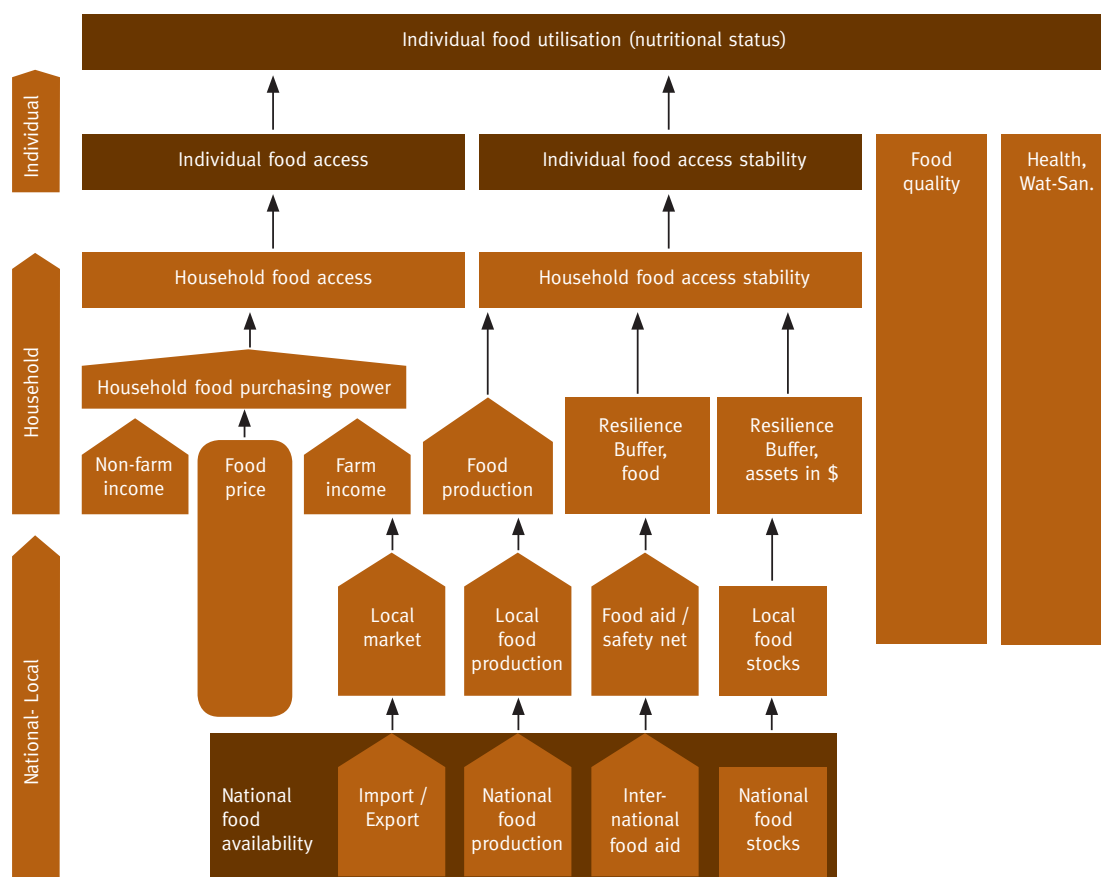 Individual food utilisation (nutritional status)
Individual
Individual food access
Individual food access stability
Food
quality
Health,
Wat-San.
Household food access
Household food access stability
Household
Household food purchasing power
Non-farm
income
Food
price
Farm
income
Food
production
Resilience
Buffer,
food
Resilience
Buffer,
assets in $
National- Local
Local
market
Local
food
production
Food aid /
safety net
Local
food
stocks
National
food
availability
Import /
Export
National
food
production
Inter-
national
food aid
National
food
stocks